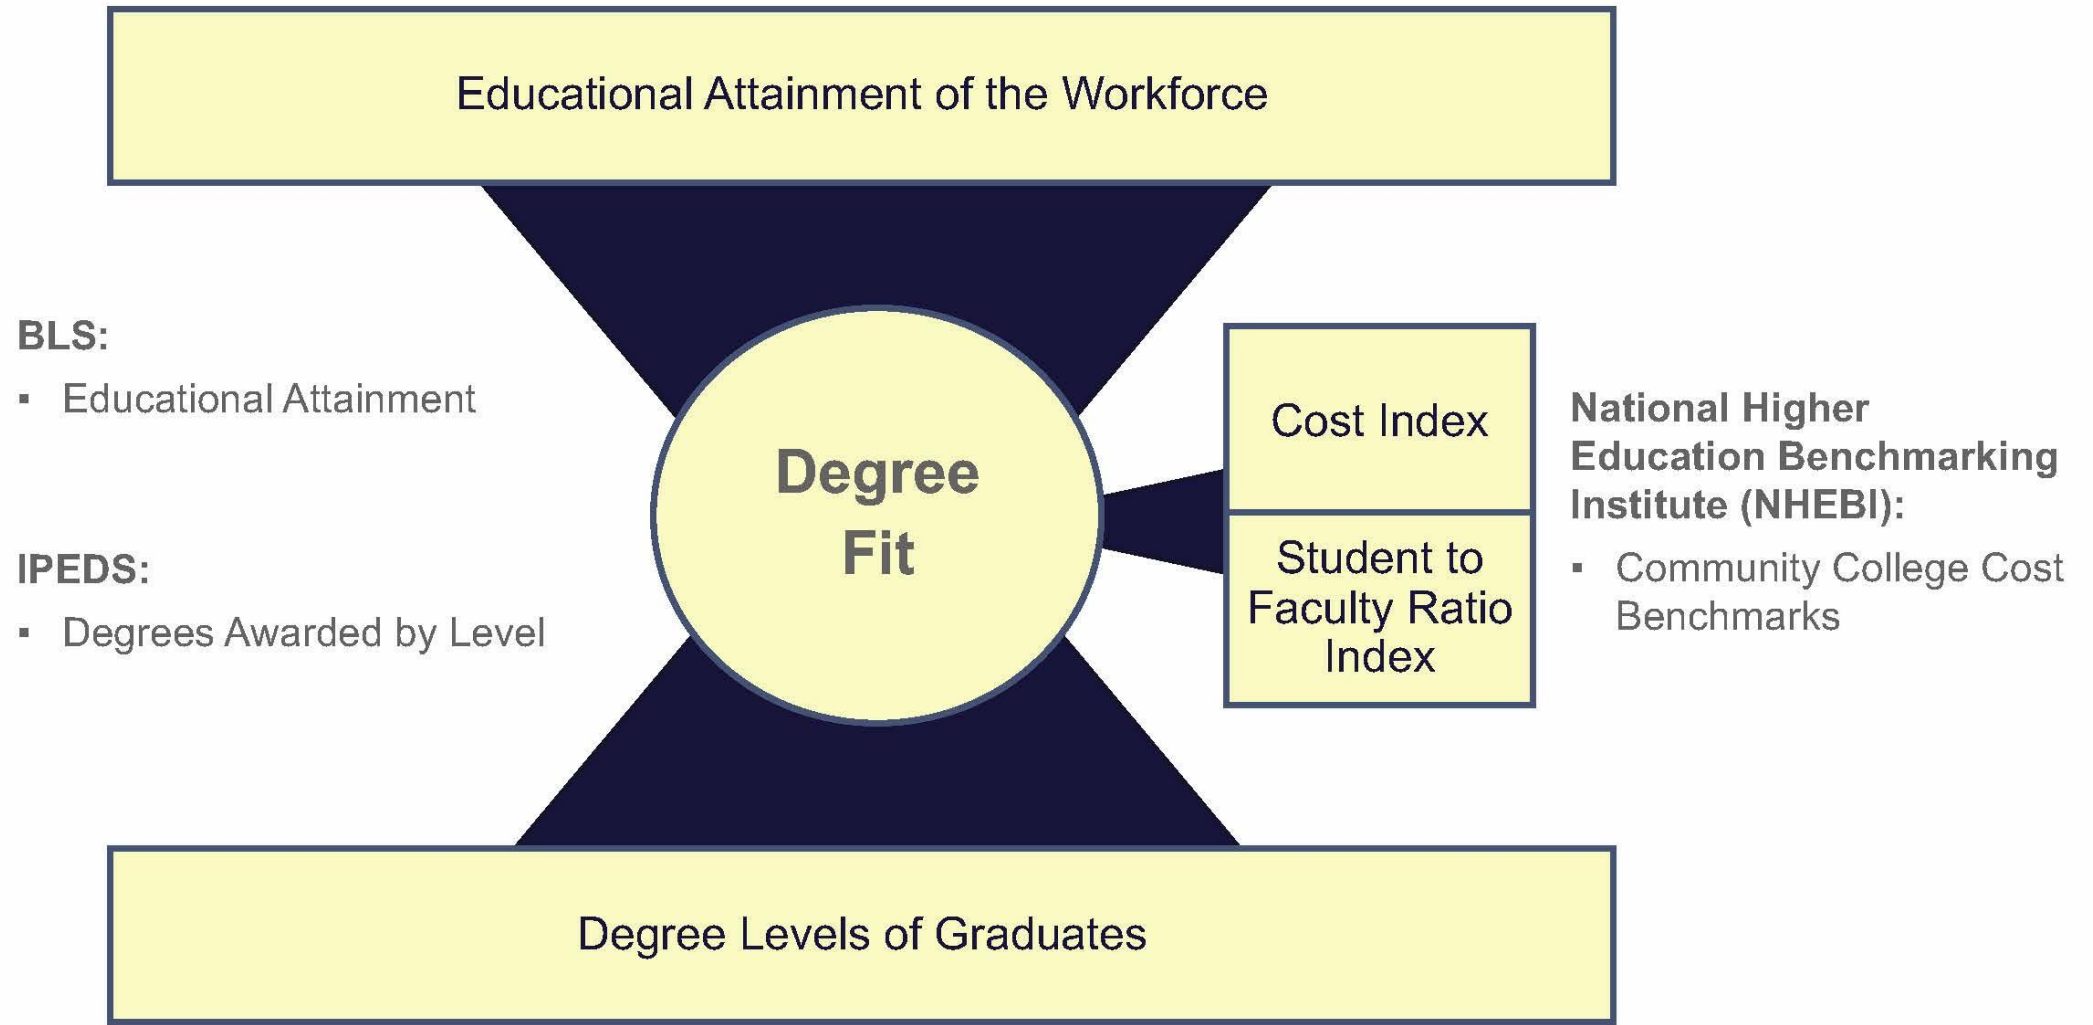 Educational Attainment of the Workforce
BLS:
▪ Educational Attainment
IPEDS:
▪ Degrees Awarded by Level
Degree
Fit
Cost Index
Student to
Faculty Ratio
Index
National Higher
Education Benchmarking
Institute (NHEBI):
▪ Community College Cost
Benchmarks
Degree Levels of Graduates